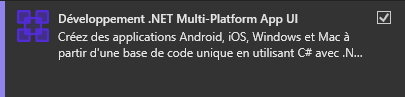 Développement .NET Multi-Platform App UI
Créez des applications Android, iOS, Windows et Mac à
partir d'une base de code unique en utilisant C# avec .N...